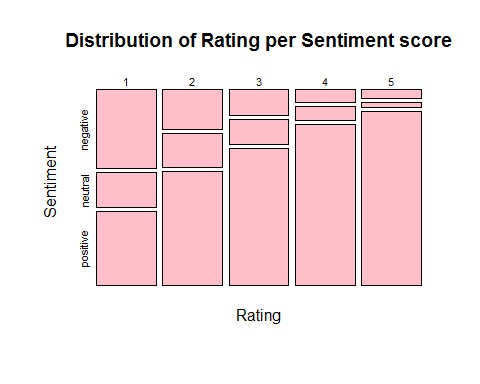 Distribution of Rating per Sentiment score
1 2 3 4 5
negative
neutral
positive
Sentiment
Rating